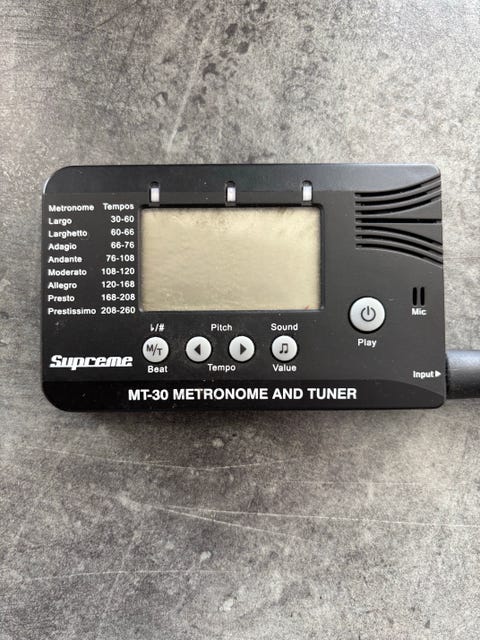 Metronome Tempos
Largo 30-60
Larghetto 60-66
Adagio 66-76
Andante 76-108
Moderato 108-120
Allegro 120-168
Presto 168-208
Prestissimo 208-260
Mic
♭/# Pitch Sound
M/T
Play
Beat Tempo Value
Supreme
Input
MT-30 METRONOME AND TUNER